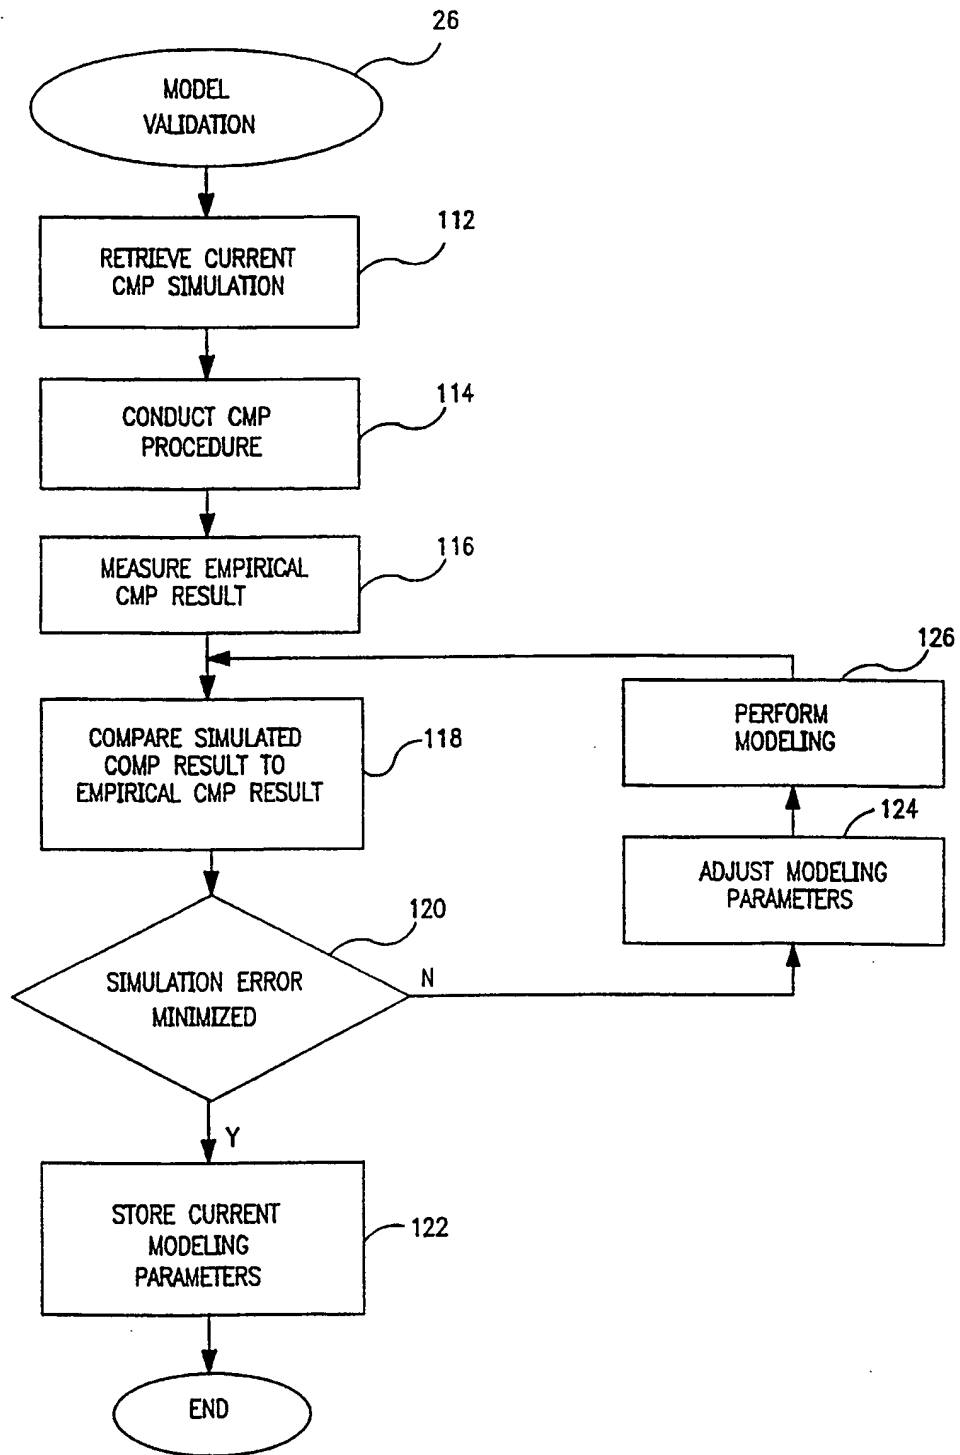 26
MODEL
VALIDATION
112
RETRIEVE CURRENT
CMP SIMULATION
114
CONDUCT CMP
PROCEDURE
116
MEASURE EMPIRICAL
CMP RESULT
126
PERFORM
MODELING
118
COMPARE SIMULATED
COMP RESULT TO
EMPIRICAL CMP RESULT
124
ADJUST MODELING
PARAMETERS
120
SIMULATION ERROR
MINIMIZED
N
Y
STORE CURRENT
MODELING
PARAMETERS
122
END